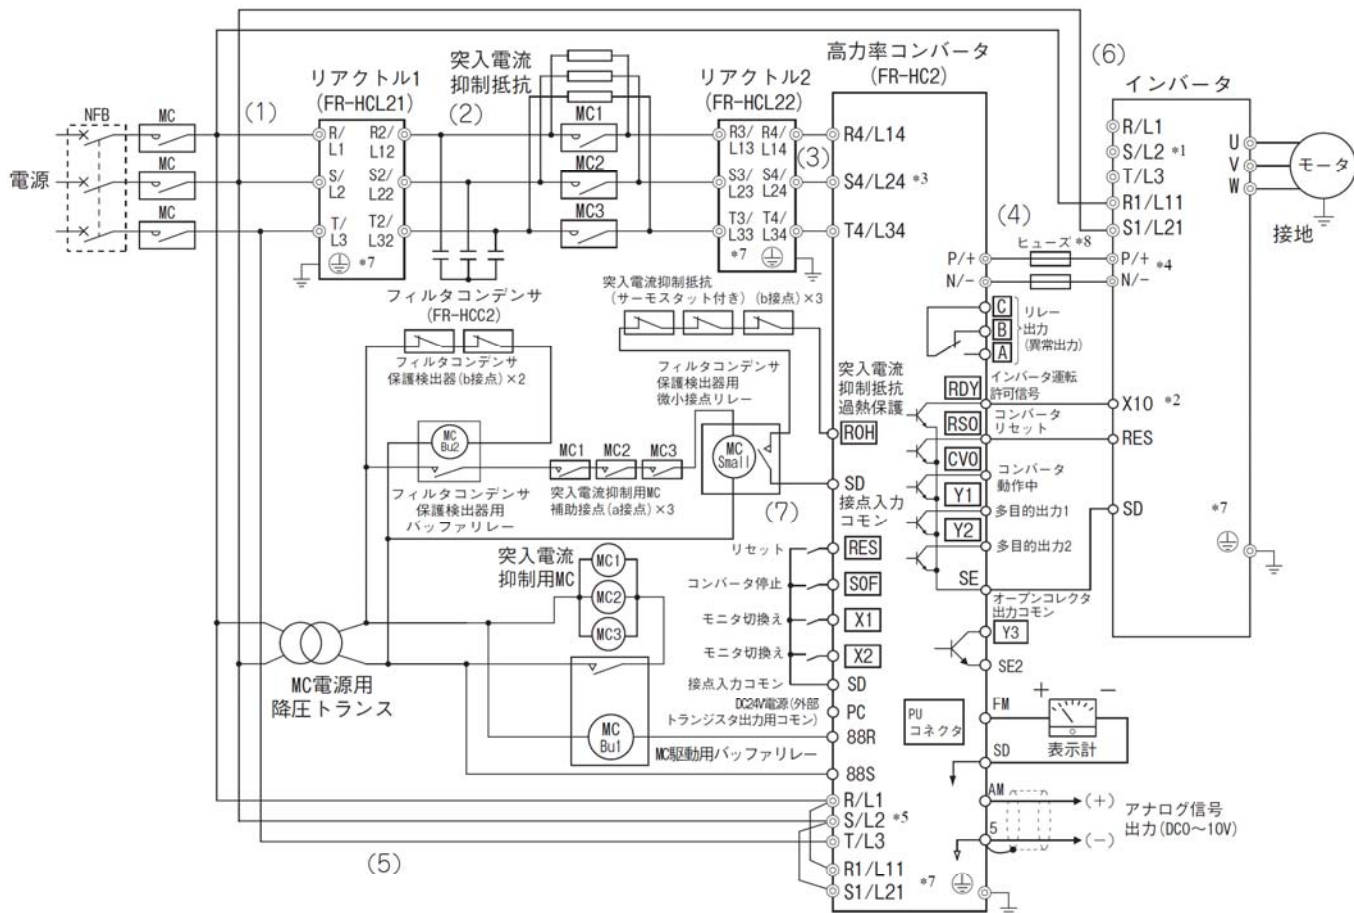 NFB
MC
MC
MC
電源
(1)
リアクトル1
(FR-HCL21)
R/
L1
R2/
L12
S/
L2
S2/
L22
T/
L3
T2/
L32
*7
(2)
突入電流
抑制抵抗
MC1
MC2
MC3
フィルタコンデンサ
(FR-HCC2)
リアクトル2
(FR-HCL22)
R3/
L13
R4/
L14
S3/
L23
S4/
L24
T3/
L33
T4/
L34
*7
(3)
高力率コンバータ
(FR-HC2)
R4/L14
S4/L24 *3
T4/L34
(4)
ヒューズ *8
P/+
N/-
(6)
インバータ
R/L1
S/L2 *1
T/L3
R1/L11
S1/L21
P/+
N/-
*4
U
V
W
モータ
接地
C
B
A
リレー
出力
(異常出力)
突入電流抑制抵抗
(サーモスタット付き) (b接点)×3
フィルタコンデンサ
保護検出器(b接点)×2
フィルタコンデンサ
保護検出器用
微小接点リレー
突入電流
抑制抵抗
過熱保護
ROH
SD
接点入力
コモン
MC
Bu2
フィルタコンデンサ
保護検出器用
バッファリレー
MC1
MC2
MC3
突入電流抑制用MC
補助接点(a接点)×3
MC
Small
(7)
RDY
インバータ運転
許可信号
X10 *2
RSO
コンバータ
リセット
RES
CVO
コンバータ
動作中
Y1
多目的出力1
Y2
多目的出力2
SE
オープンコレクタ
出力コモン
SD
*7
Y3
SE2
突入電流
抑制用MC
MC1
MC2
MC3
リセット
RES
コンバータ停止
SOF
モニタ切換え
X1
モニタ切換え
X2
接点入力コモン
SD
DC24V電源(外部
トランジスタ出力用コモン)
PC
MC電源用
降圧トランス
MC
Bu1
MC駆動用バッファリレー
88R
88S
PU
コネクタ
FM
+
−
表示計
SD
AM
5
(+)
(−)
アナログ信号
出力(DC0～10V)
R/L1
S/L2 *5
T/L3
R1/L11
S1/L21
*7
(5)